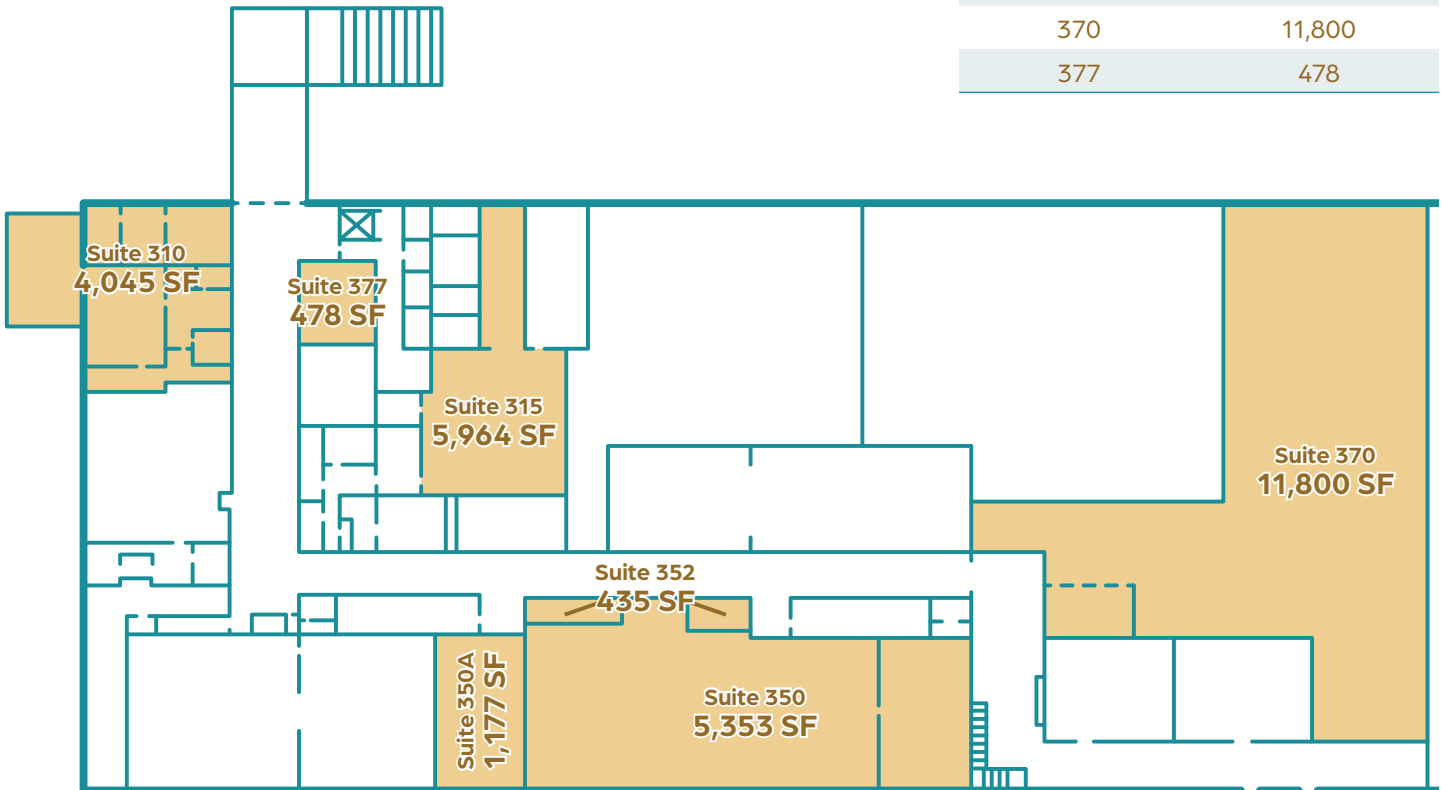 370 11,800
377 478
Suite 310
4,045 SF
Suite 377
478 SF
Suite 315
5,964 SF
Suite 370
11,800 SF
Suite 352
435 SF
Suite 350A
1,177 SF
Suite 350
5,353 SF